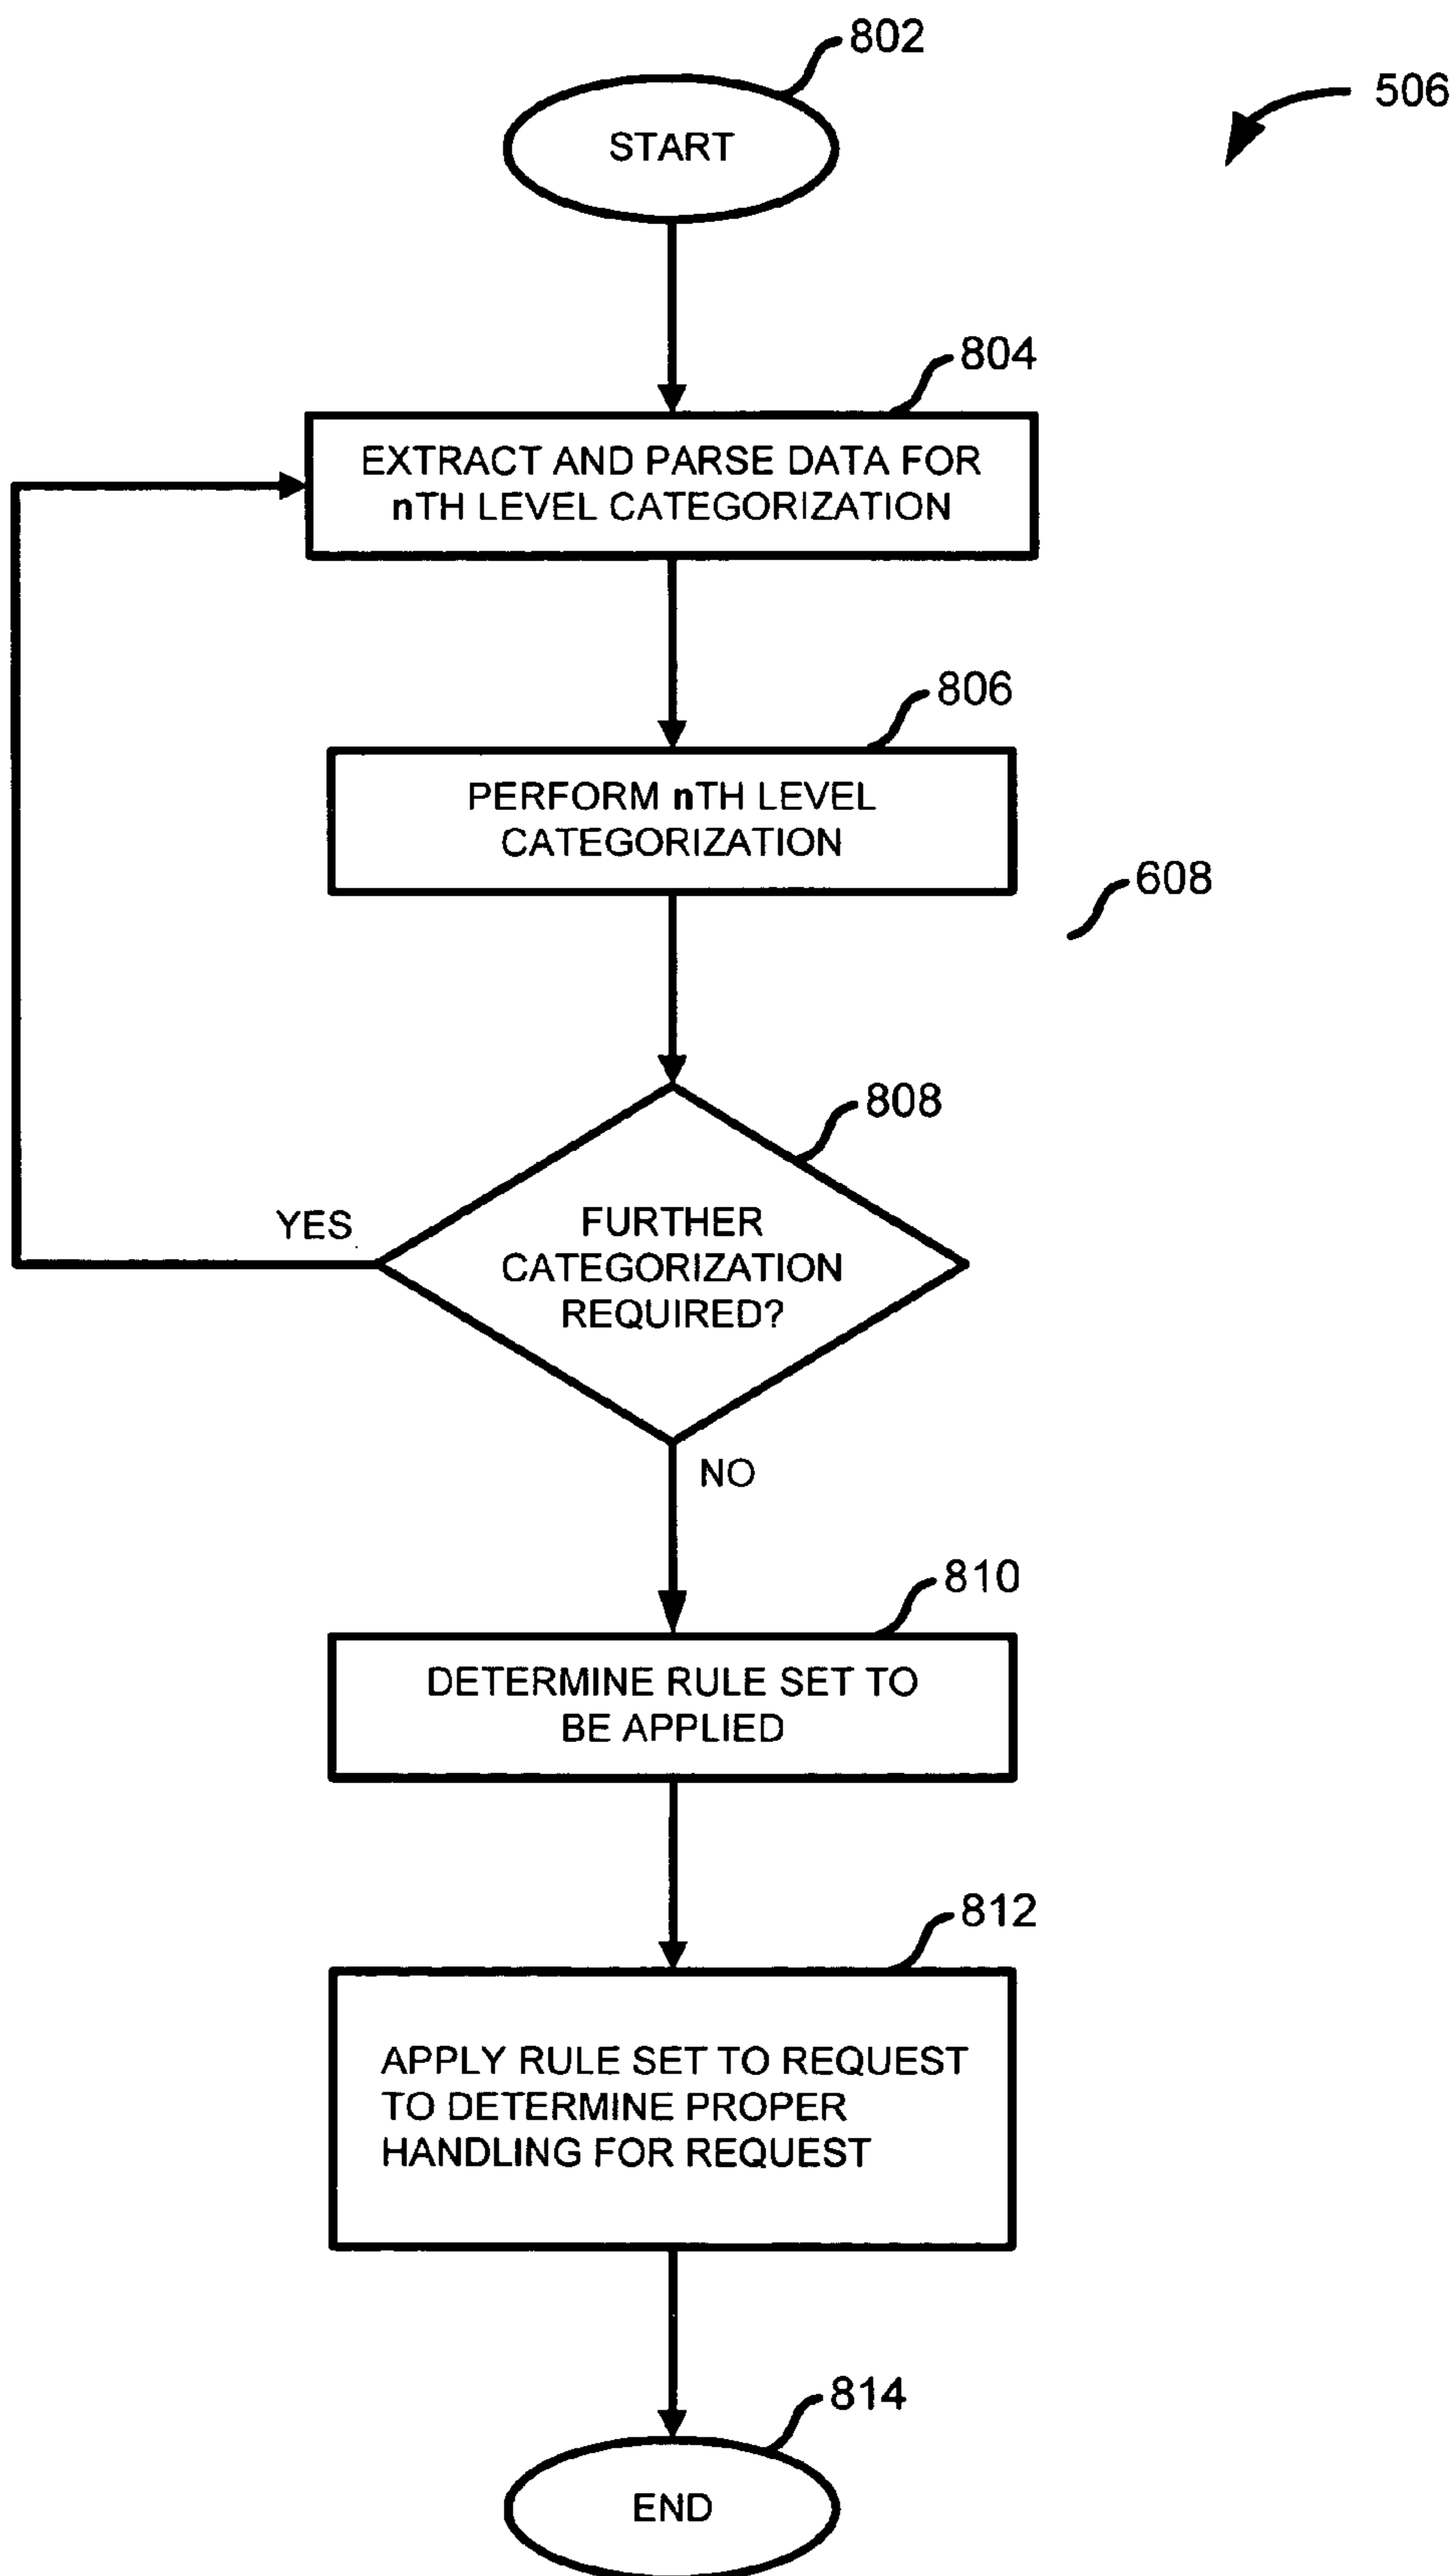 802
506
START
804
EXTRACT AND PARSE DATA FOR
nTH LEVEL CATEGORIZATION
806
PERFORM nTH LEVEL
CATEGORIZATION
608
808
YES
FURTHER
CATEGORIZATION
REQUIRED?
NO
810
DETERMINE RULE SET TO
BE APPLIED
812
APPLY RULE SET TO REQUEST
TO DETERMINE PROPER
HANDLING FOR REQUEST
814
END